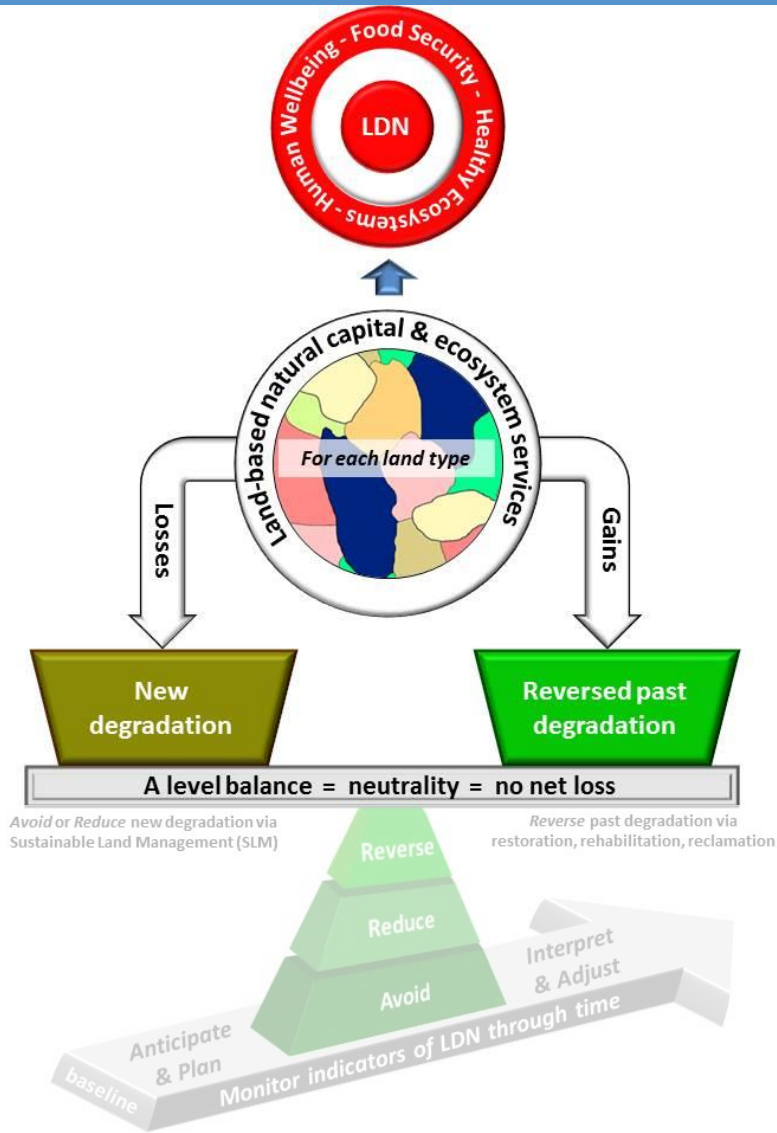 Human Wellbeing - Food Security - Healthy Ecosystems -
LDN
Land-based natural capital & ecosystem services
For each land type
Losses
Gains
New
degradation
Reversed past
degradation
A level balance = neutrality = no net loss
Avoid or Reduce new degradation via
Sustainable Land Management (SLM)
Reverse past degradation via
restoration, rehabilitation, reclamation
Reverse
Reduce
Avoid
Anticipate
& Plan
Interpret
& Adjust
baseline
Monitor indicators of LDN through time